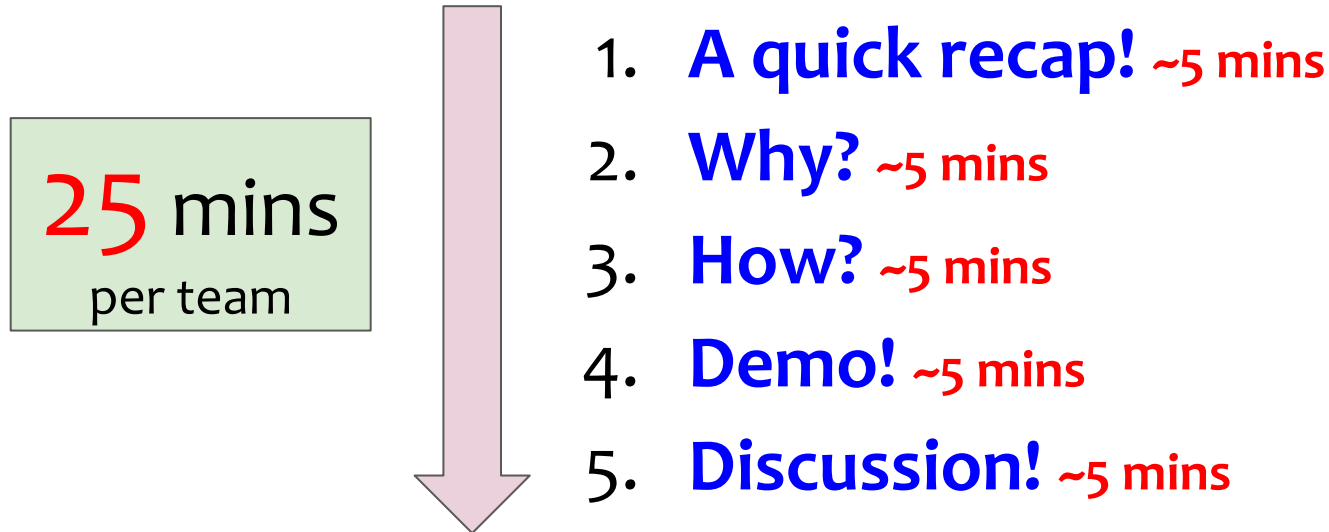 25 mins
per team
1. A quick recap! ~5 mins
2. Why? ~5 mins
3. How? ~5 mins
4. Demo! ~5 mins
5. Discussion! ~5 mins